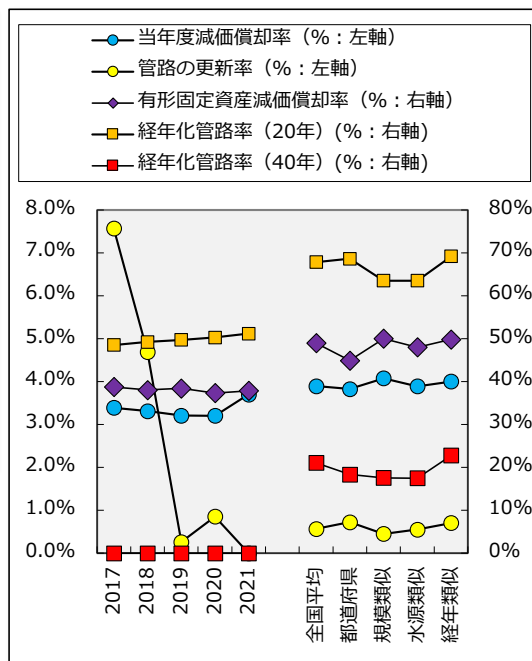 当年度減価償却率（%：左軸）
管路の更新率（%：左軸）
有形固定資産減価償却率（%：右軸）
経年化管路率（20年）(%：右軸)
経年化管路率（40年）(%：右軸)
8.0%
7.0%
6.0%
5.0%
4.0%
3.0%
2.0%
1.0%
0.0%
80%
70%
60%
50%
40%
30%
20%
10%
0%
2017
2018
2019
2020
2021
全国平均
都道府県
規模類似
水源類似
経年類似